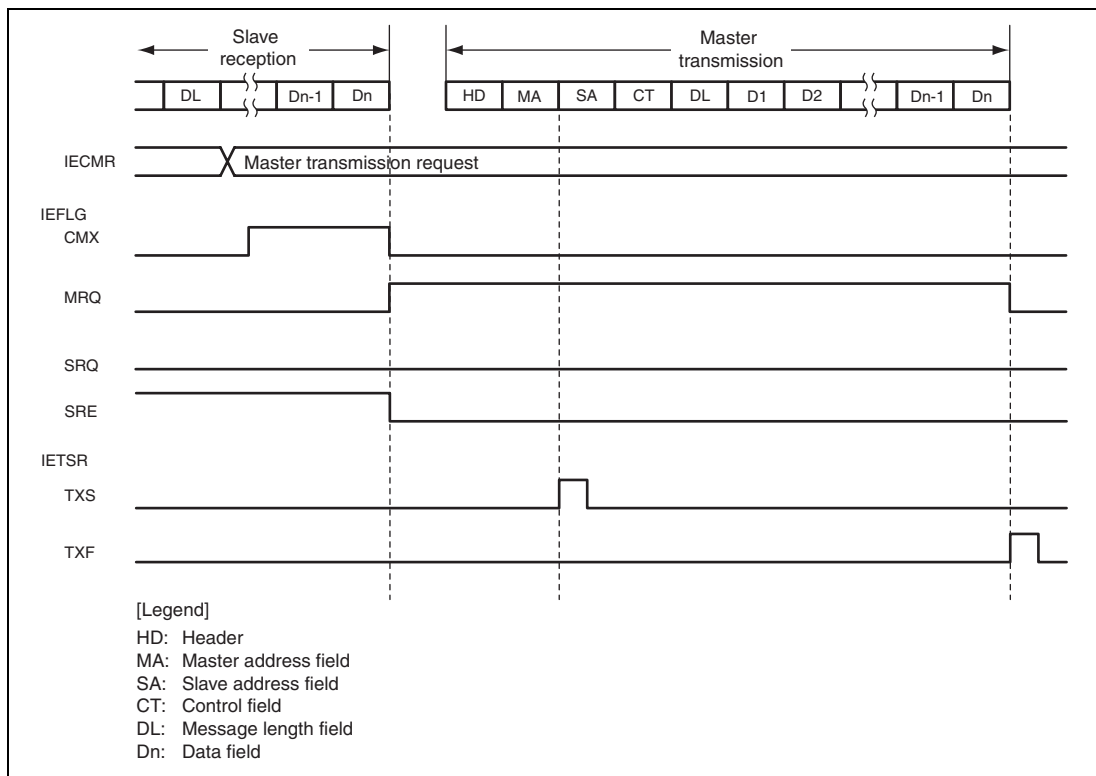 Slave
reception
Master
transmission
DL Dn-1 Dn HD MA SA CT DL D1 D2 Dn-1 Dn
IECMR Master transmission request
IEFLG
CMX
MRQ
SRQ
SRE
IETSR
TXS
TXF
[Legend]
HD: Header
MA: Master address field
SA: Slave address field
CT: Control field
DL: Message length field
Dn: Data field